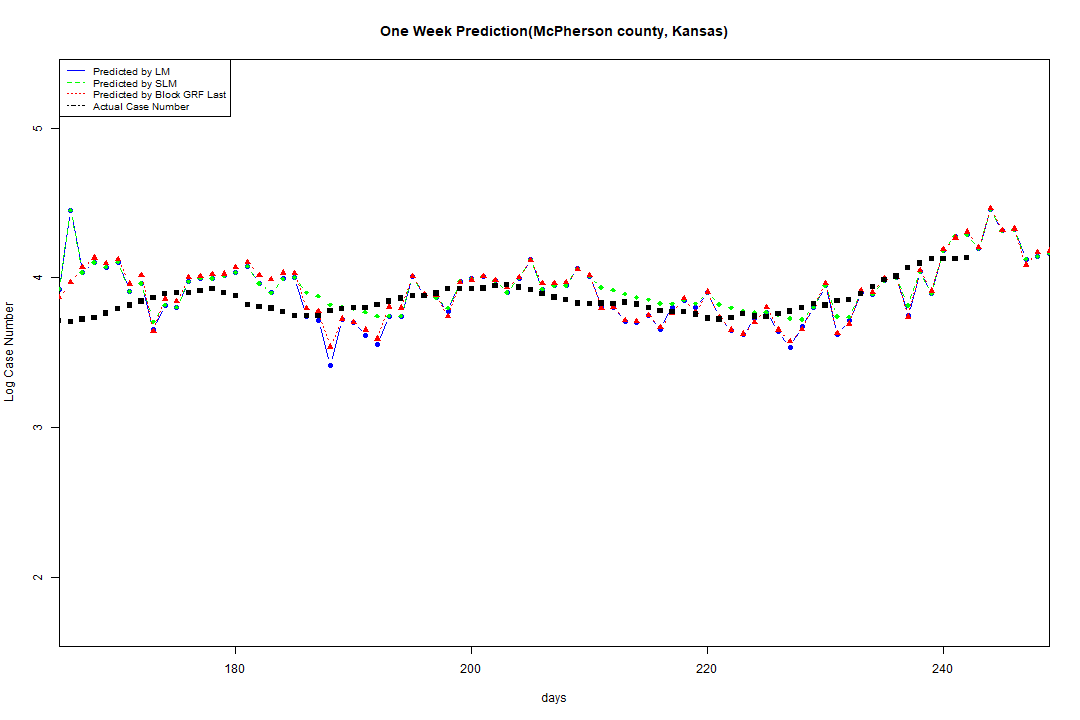 One Week Prediction(McPherson county, Kansas)
Predicted by LM
Predicted by SLM
Predicted by Block GRF Last
Actual Case Number
5
4
3
2
Log Case Number
180 200 220 240
days